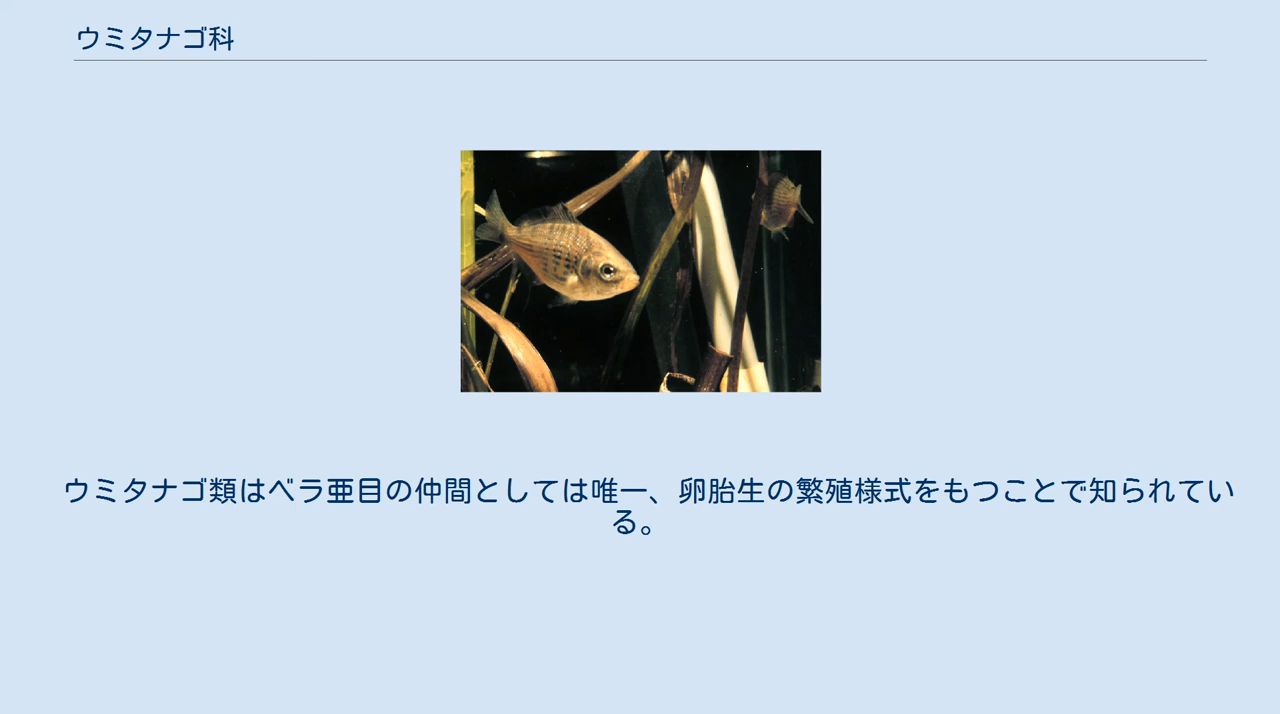 ウミタナゴ科
ウミタナゴ類はベラ亜目の仲間としては唯一、卵胎生の繁殖様式をもつことで知られてい
る。